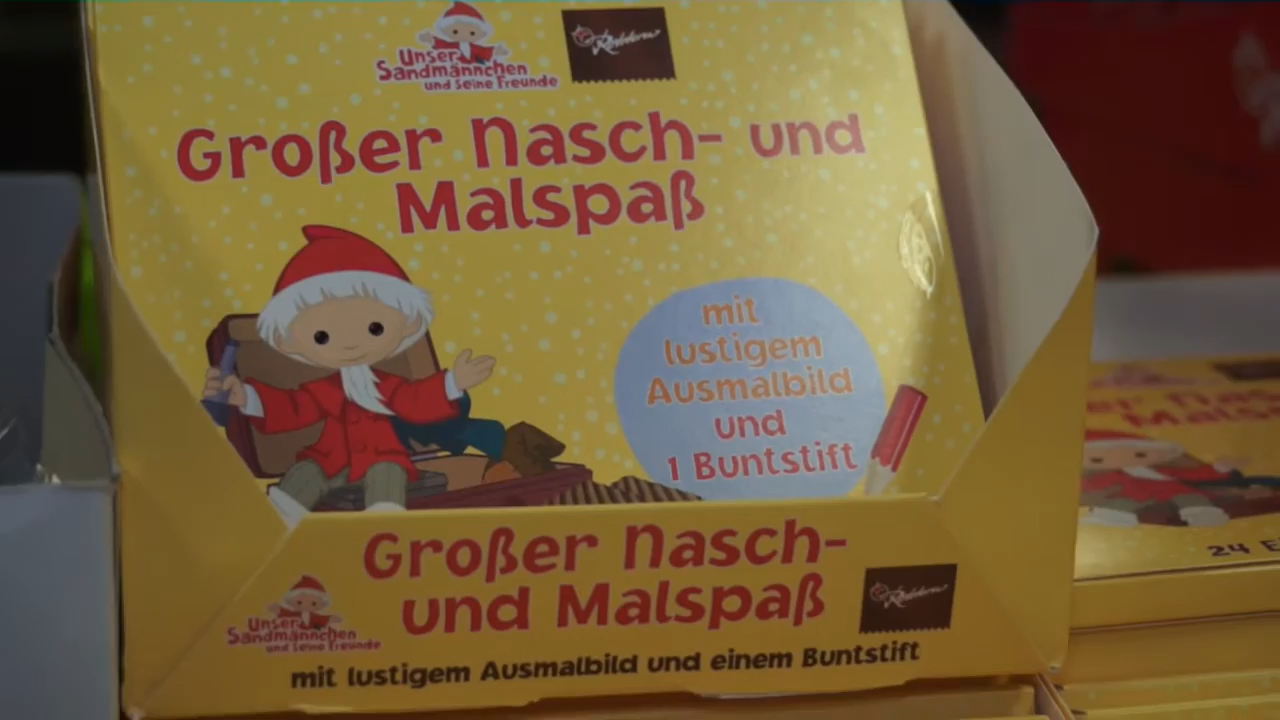 Unser
Sandmännchen
und seine Freunde
Großer Nasch- und
Malspaß
mit
lustigem
Ausmalbild
und
1 Buntstift
Großer Nasch-
und Malspaß
Unser
Sandmännchen
und seine Freunde
mit lustigem Ausmalbild und einem Buntstift
24